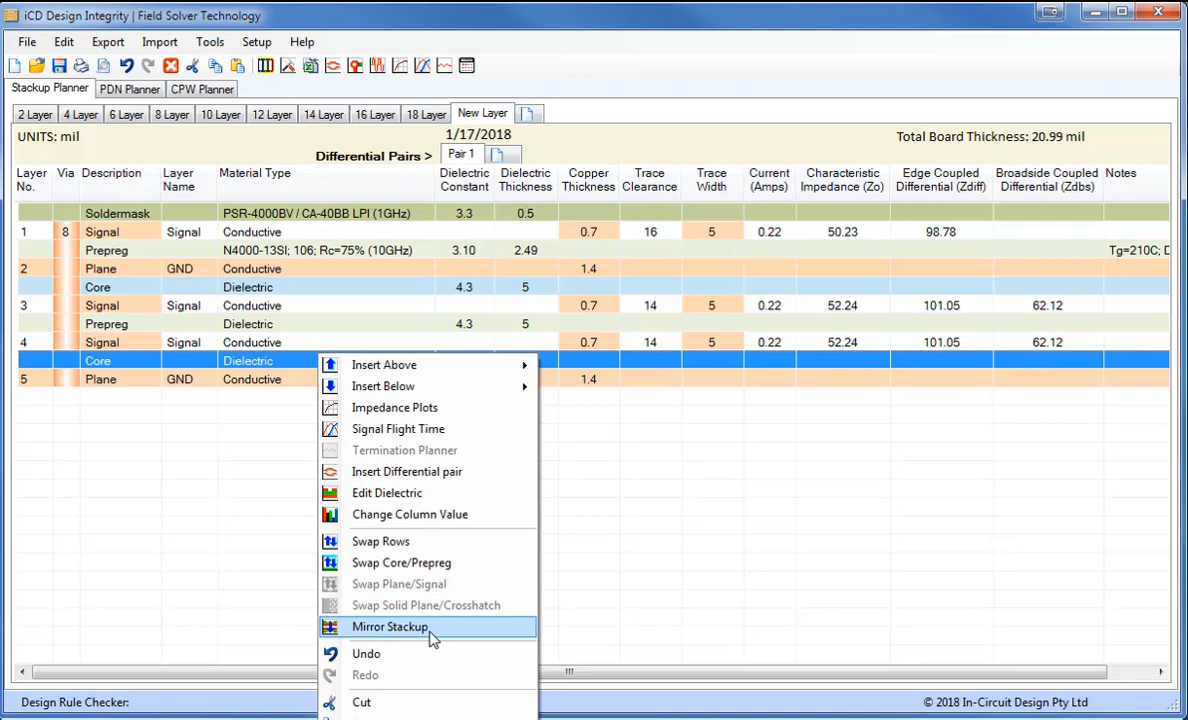 iCD Design Integrity | Field Solver Technology
File Edit Export Import Tools Setup Help
Stackup Planner PDN Planner CPW Planner
2 Layer 4 Layer 6 Layer 8 Layer 10 Layer 12 Layer 14 Layer 16 Layer 18 Layer New Layer
UNITS: mil 1/17/2018 Total Board Thickness: 20.99 mil
Differential Pairs > Pair 1
Layer No. Via Description Layer Name Material Type Dielectric Constant Dielectric Thickness Copper Thickness Trace Clearance Trace Width Current (Amps) Characteristic Impedance (Zo) Edge Coupled Differential (Zdiff) Broadside Coupled Differential (Zdbs) Notes
Soldermask PSR-4000BV / CA-40BB LPI (1GHz) 3.3 0.5
1 8 Signal Signal Conductive 0.7 16 5 0.22 50.23 98.78
Prepreg N4000-13SI; 106; Rc=75% (10GHz) 3.10 2.49 Tg=210C; D
2 Plane GND Conductive 1.4
Core Dielectric 4.3 5
3 Signal Signal Conductive 0.7 14 5 0.22 52.24 101.05 62.12
Prepreg Dielectric 4.3 5
4 Signal Signal Conductive 0.7 14 5 0.22 52.24 101.05 62.12
Core Dielectric
5 Plane GND Conductive 1.4
Insert Above
Insert Below
Impedance Plots
Signal Flight Time
Termination Planner
Insert Differential pair
Edit Dielectric
Change Column Value
Swap Rows
Swap Core/Prepreg
Swap Plane/Signal
Swap Solid Plane/Crosshatch
Mirror Stackup
Undo
Redo
Cut
Design Rule Checker: © 2018 In-Circuit Design Pty Ltd